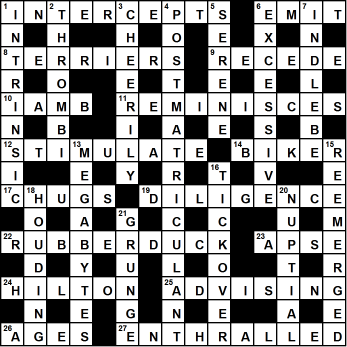 1 I N 2 T E R 3 C E 4 P T 5 S 6 E M 7 I T
N H H O E X N
8 T E R R I E R S 9 R E C E D E
R O E T E E L
10 I A M B 11 R E M I N I S C E S
N B I A E S B
12 S T I 13 M U L A T E 14 B I K E 15 R
I E Y R 16 T V E
17 C 18 H U G S 19 D I L I G E 20 N C E
O A 21 G C C U M
22 R U B B E R D U C K 23 A P S E
D Y U L O T R
24 H I L T O N 25 A D V I S I N G
N E G N E A E
26 A G E S 27 E N T H R A L L E D